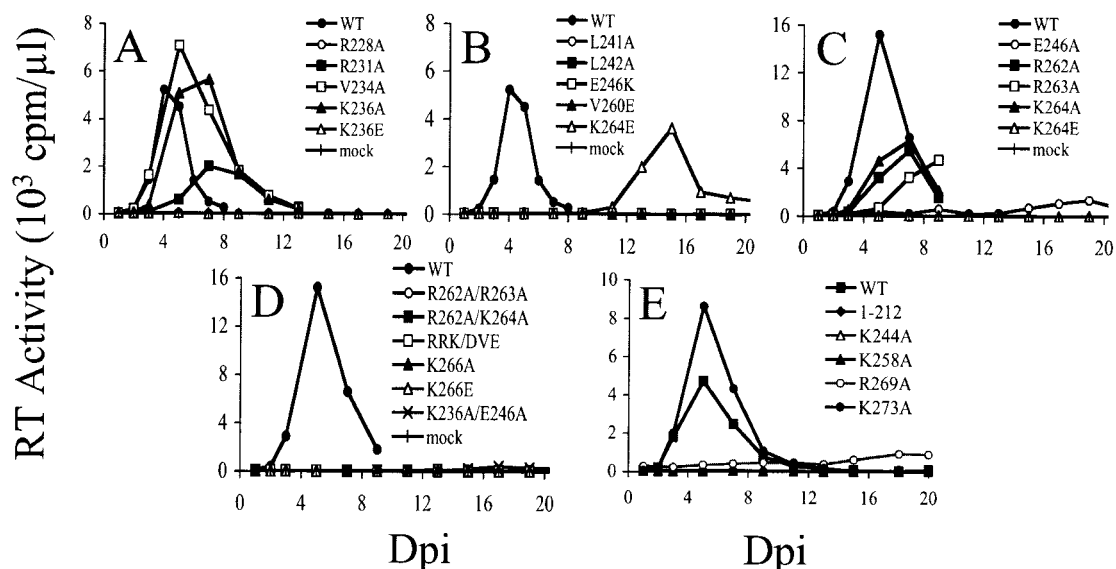 RT Activity (10³ cpm/µl)
A
8
6
4
2
0
0 4 8 12 16 20
WT
R228A
R231A
V234A
K236A
K236E
mock
B
8
6
4
2
0
0 4 8 12 16 20
WT
L241A
L242A
E246K
V260E
K264E
mock
C
16
12
8
4
0
0 4 8 12 16 20
WT
E246A
R262A
R263A
K264A
K264E
mock
D
16
12
8
4
0
0 4 8 12 16 20
WT
R262A/R263A
R262A/K264A
RRK/DVE
K266A
K266E
K236A/E246A
mock
E
10
8
6
4
2
0
0 4 8 12 16 20
WT
1-212
K244A
K258A
R269A
K273A
Dpi
Dpi